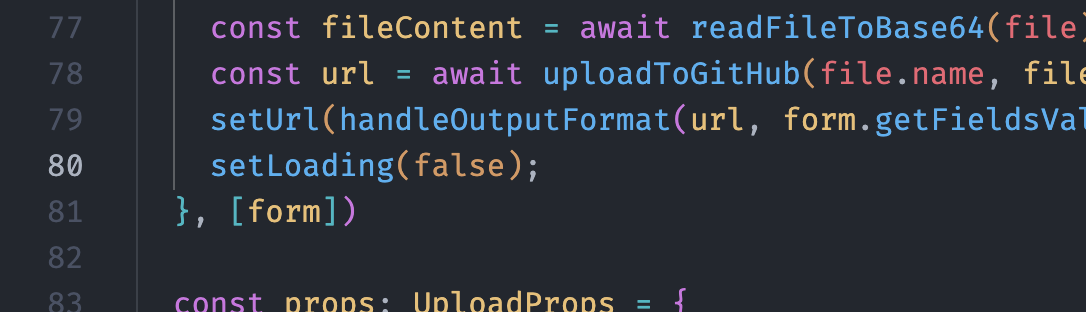 77 const fileContent = await readFileToBase64(file)
78 const url = await uploadToGitHub(file.name, file
79 setUrl(handleOutputFormat(url, form.getFieldsVal
80 setLoading(false);
81 }, [form])
82
83 const props: UploadProps = {